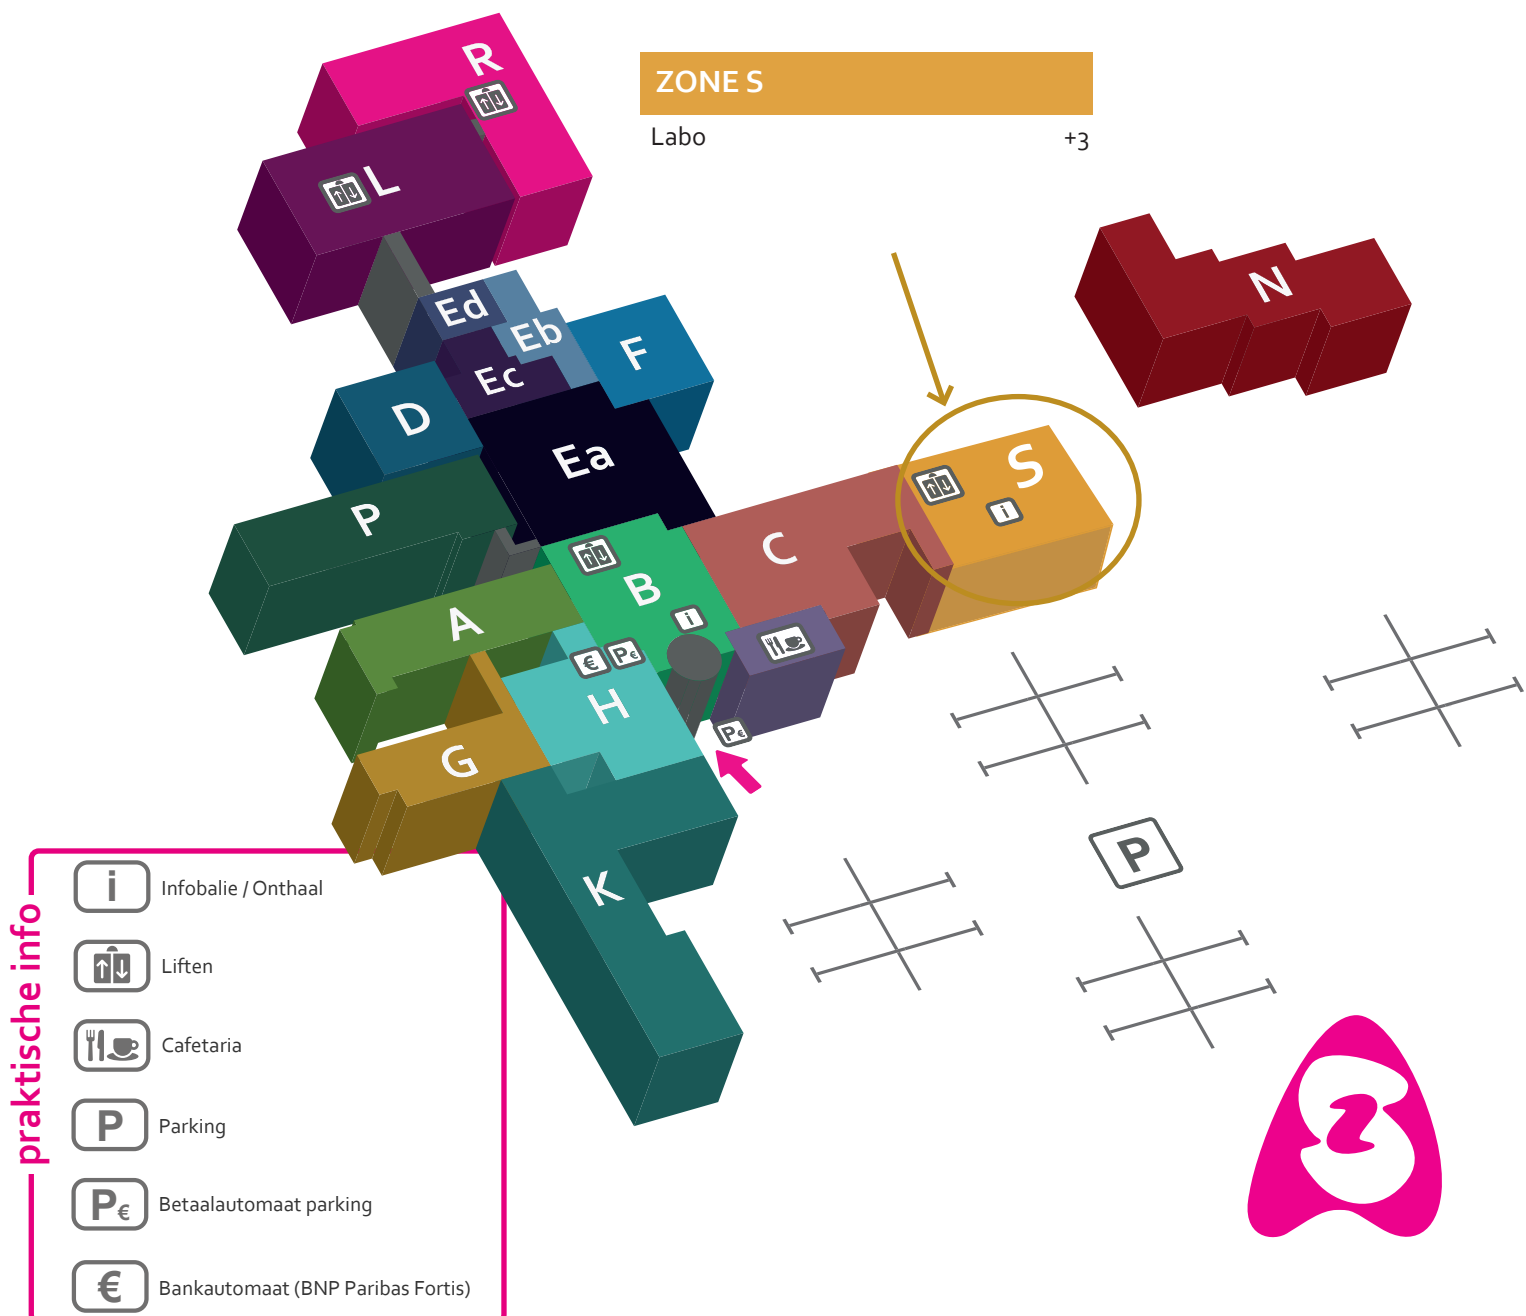 R
ZONE S
Labo +3
L
N
Ed
Eb
F
Ec
D
Ea
S
P
i
C
B
A
i
€ P€
H
P€
G
P
K
praktische info
i Infobalie / Onthaal
Liften
Cafetaria
P Parking
P€ Betaalautomaat parking
€ Bankautomaat (BNP Paribas Fortis)